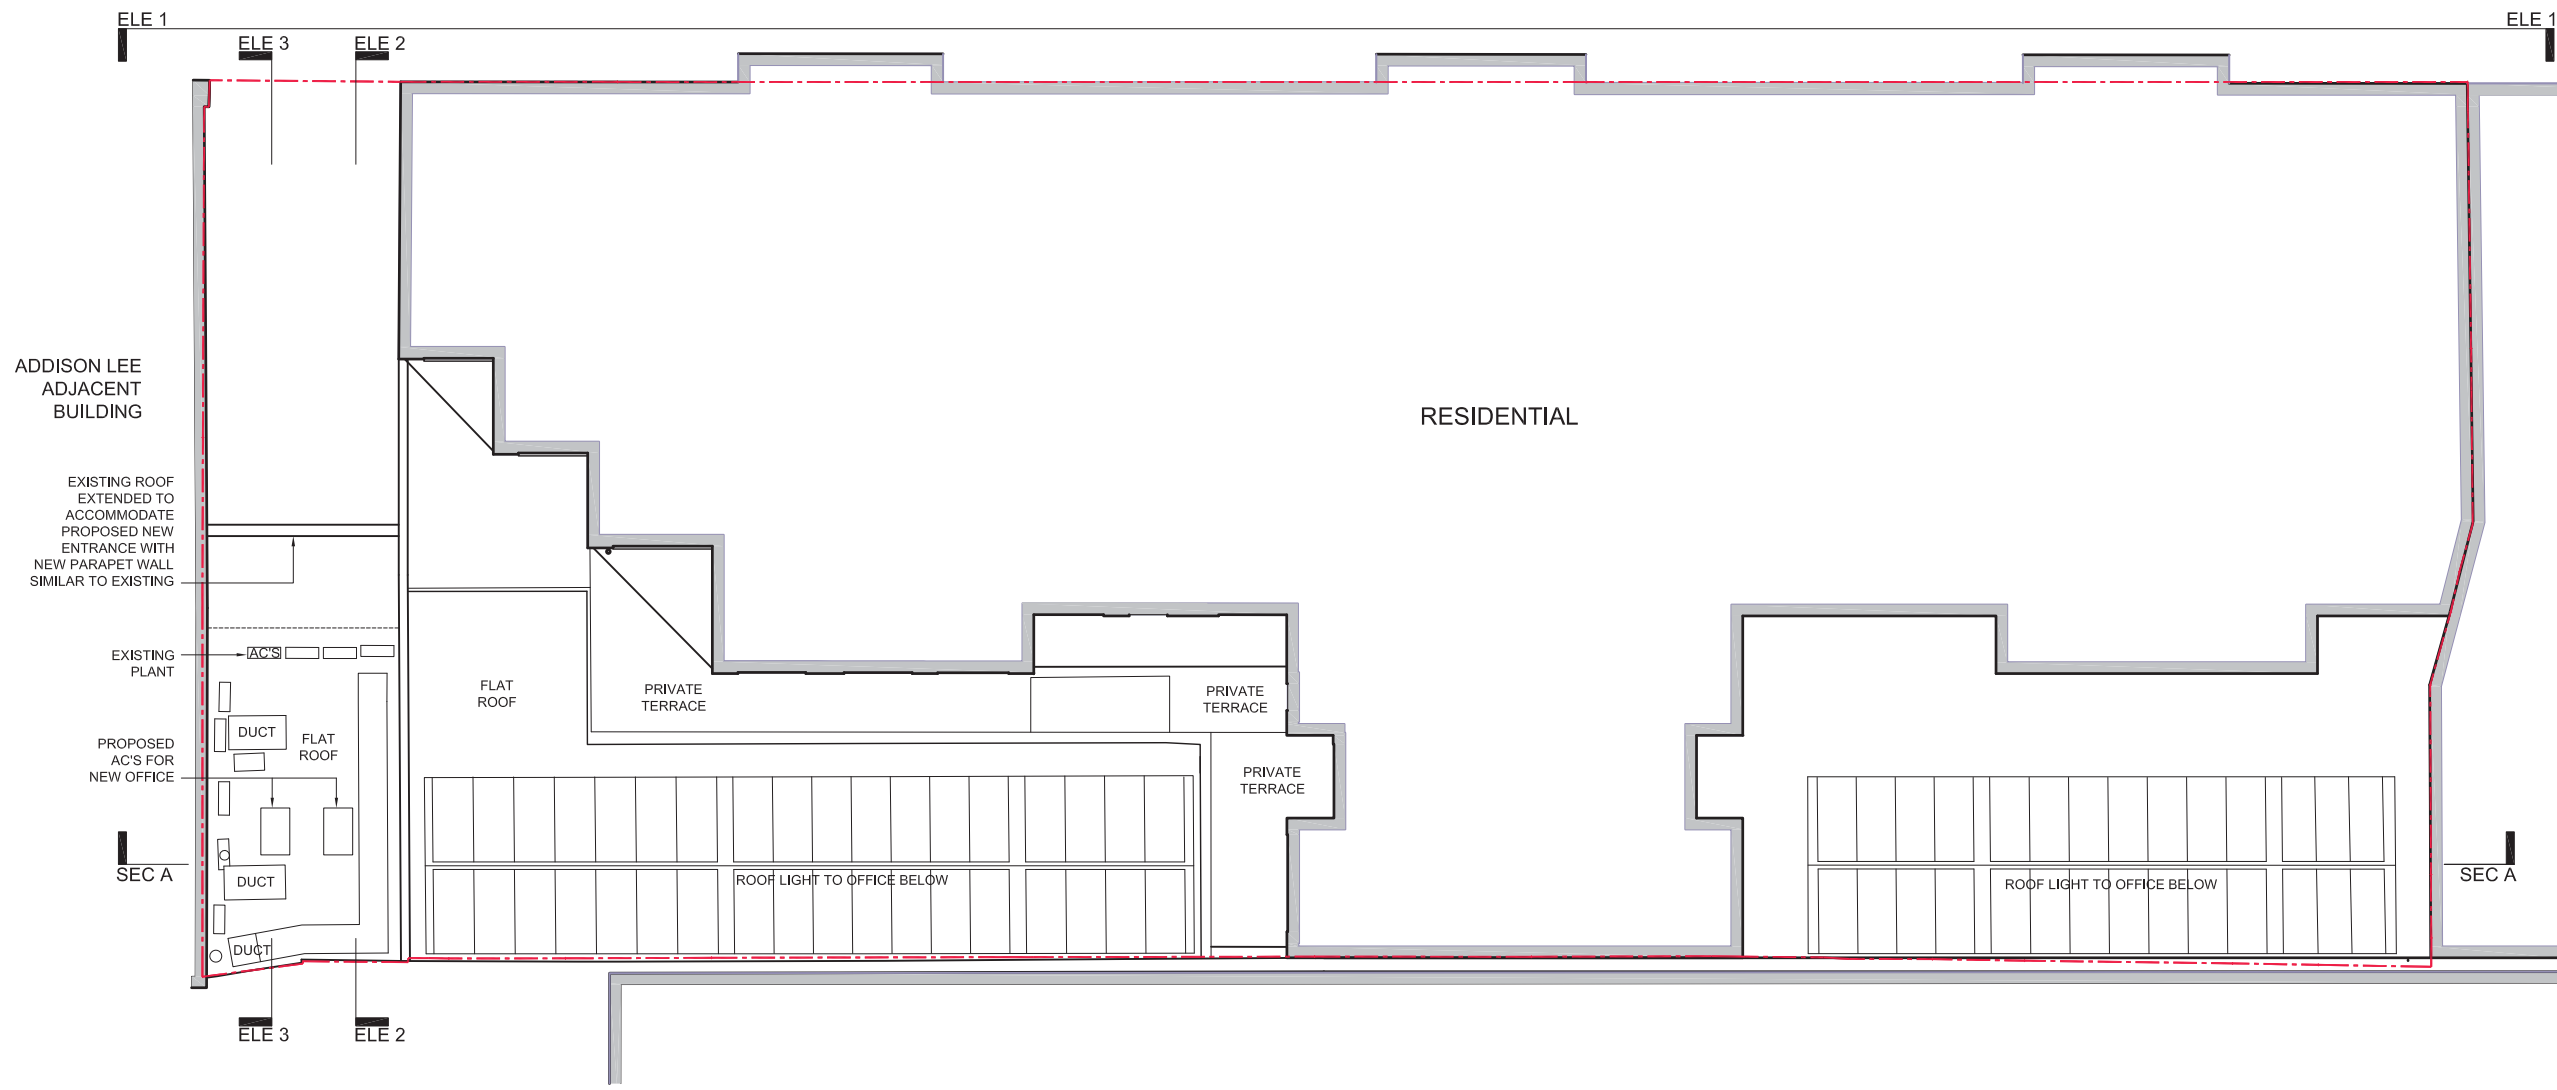 ELE 1
ELE 1
ELE 3
ELE 2
ADDISON LEE
ADJACENT
BUILDING
RESIDENTIAL
EXISTING ROOF
EXTENDED TO
ACCOMMODATE
PROPOSED NEW
ENTRANCE WITH
NEW PARAPET WALL
SIMILAR TO EXISTING
EXISTING
PLANT
AC'S
FLAT
ROOF
PRIVATE
TERRACE
PRIVATE
TERRACE
DUCT
FLAT
ROOF
PROPOSED
AC'S FOR
NEW OFFICE
PRIVATE
TERRACE
SEC A
DUCT
ROOF LIGHT TO OFFICE BELOW
ROOF LIGHT TO OFFICE BELOW
SEC A
DUCT
ELE 3
ELE 2